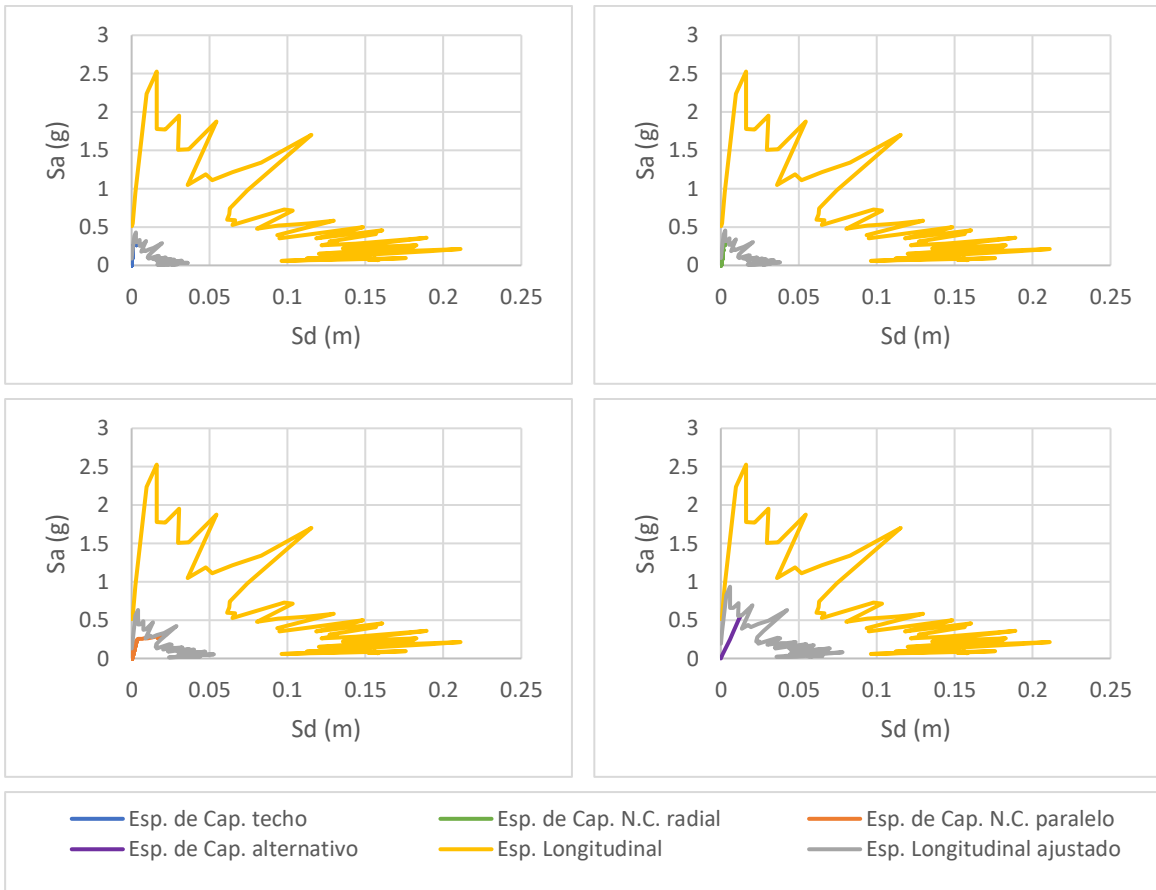 3
2.5
2
1.5
1
0.5
0
0 0.05 0.1 0.15 0.2 0.25
Sa (g)
Sd (m)
3
2.5
2
1.5
1
0.5
0
0 0.05 0.1 0.15 0.2 0.25
Sa (g)
Sd (m)
3
2.5
2
1.5
1
0.5
0
0 0.05 0.1 0.15 0.2 0.25
Sa (g)
Sd (m)
3
2.5
2
1.5
1
0.5
0
0 0.05 0.1 0.15 0.2 0.25
Sa (g)
Sd (m)
Esp. de Cap. techo Esp. de Cap. N.C. radial Esp. de Cap. N.C. paralelo
Esp. de Cap. alternativo Esp. Longitudinal Esp. Longitudinal ajustado